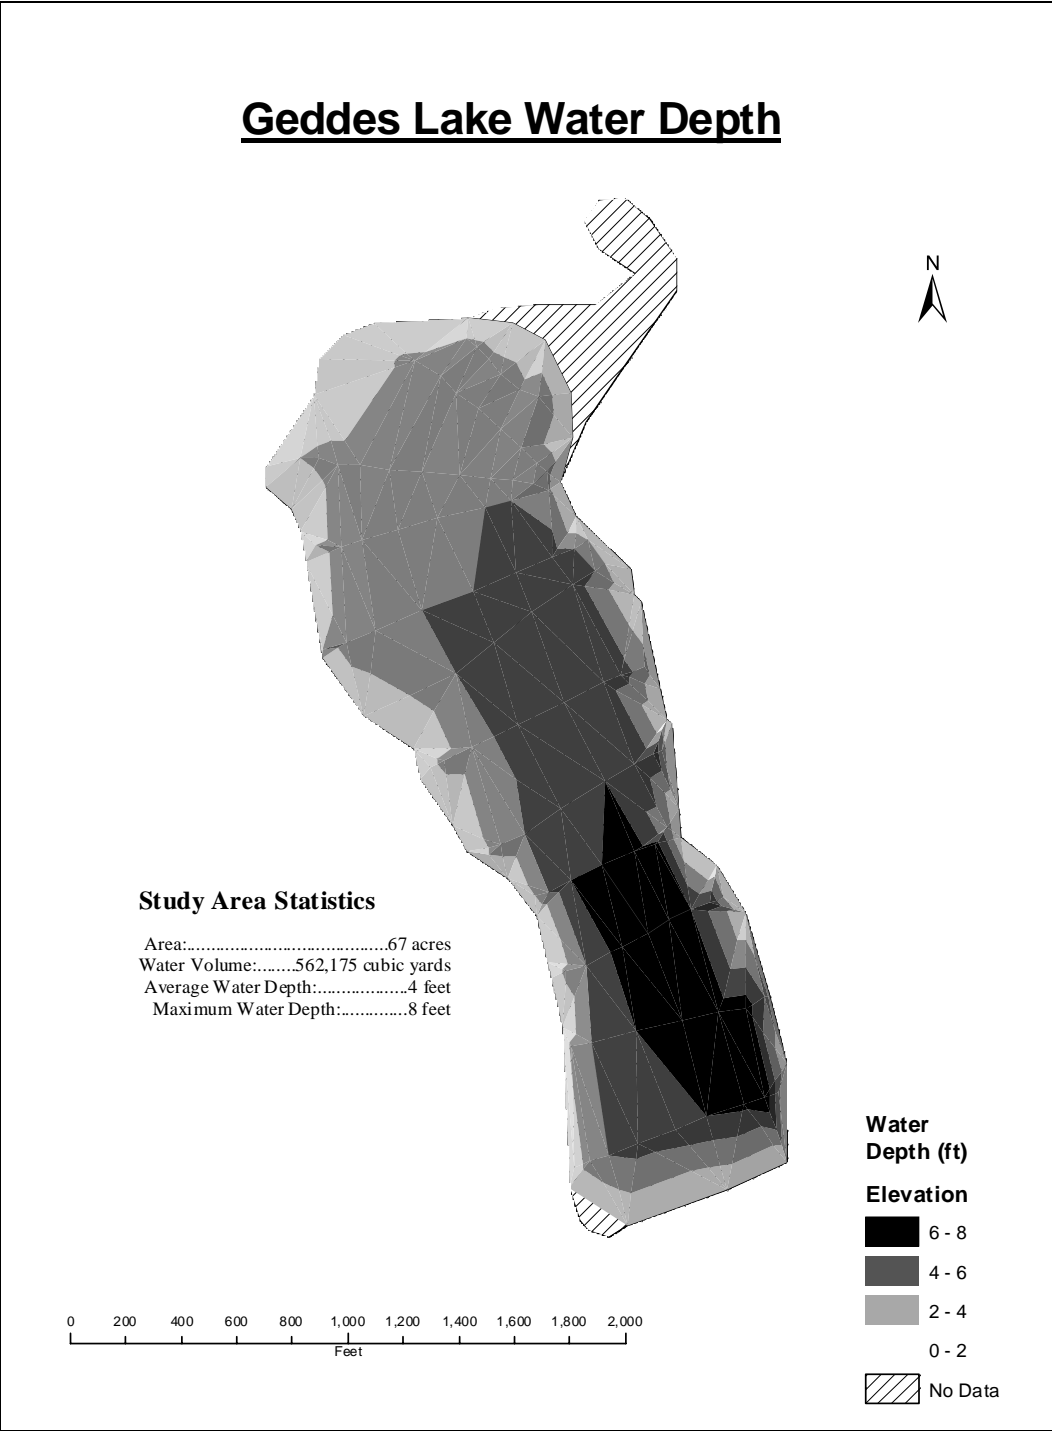 Geddes Lake Water Depth
N
Study Area Statistics
Area:........................................67 acres
Water Volume:.......562,175 cubic yards
Average Water Depth:..................4 feet
Maximum Water Depth:.............8 feet
Water
Depth (ft)
Elevation
6 - 8
4 - 6
2 - 4
0 - 2
No Data
0 200 400 600 800 1,000 1,200 1,400 1,600 1,800 2,000
Feet